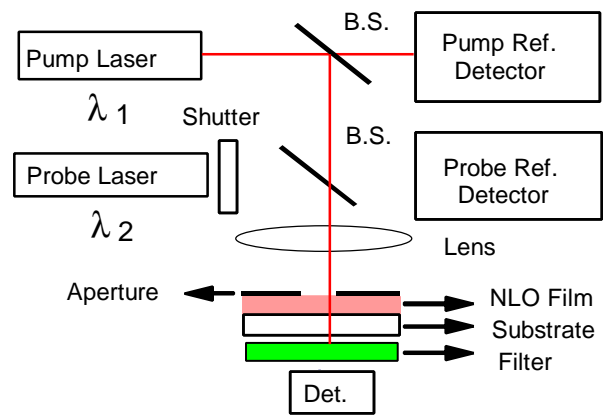 B.S.
Pump Laser
Pump Ref.
Detector
λ 1
Shutter
B.S.
Probe Laser
Probe Ref.
Detector
λ 2
Lens
Aperture
NLO Film
Substrate
Filter
Det.